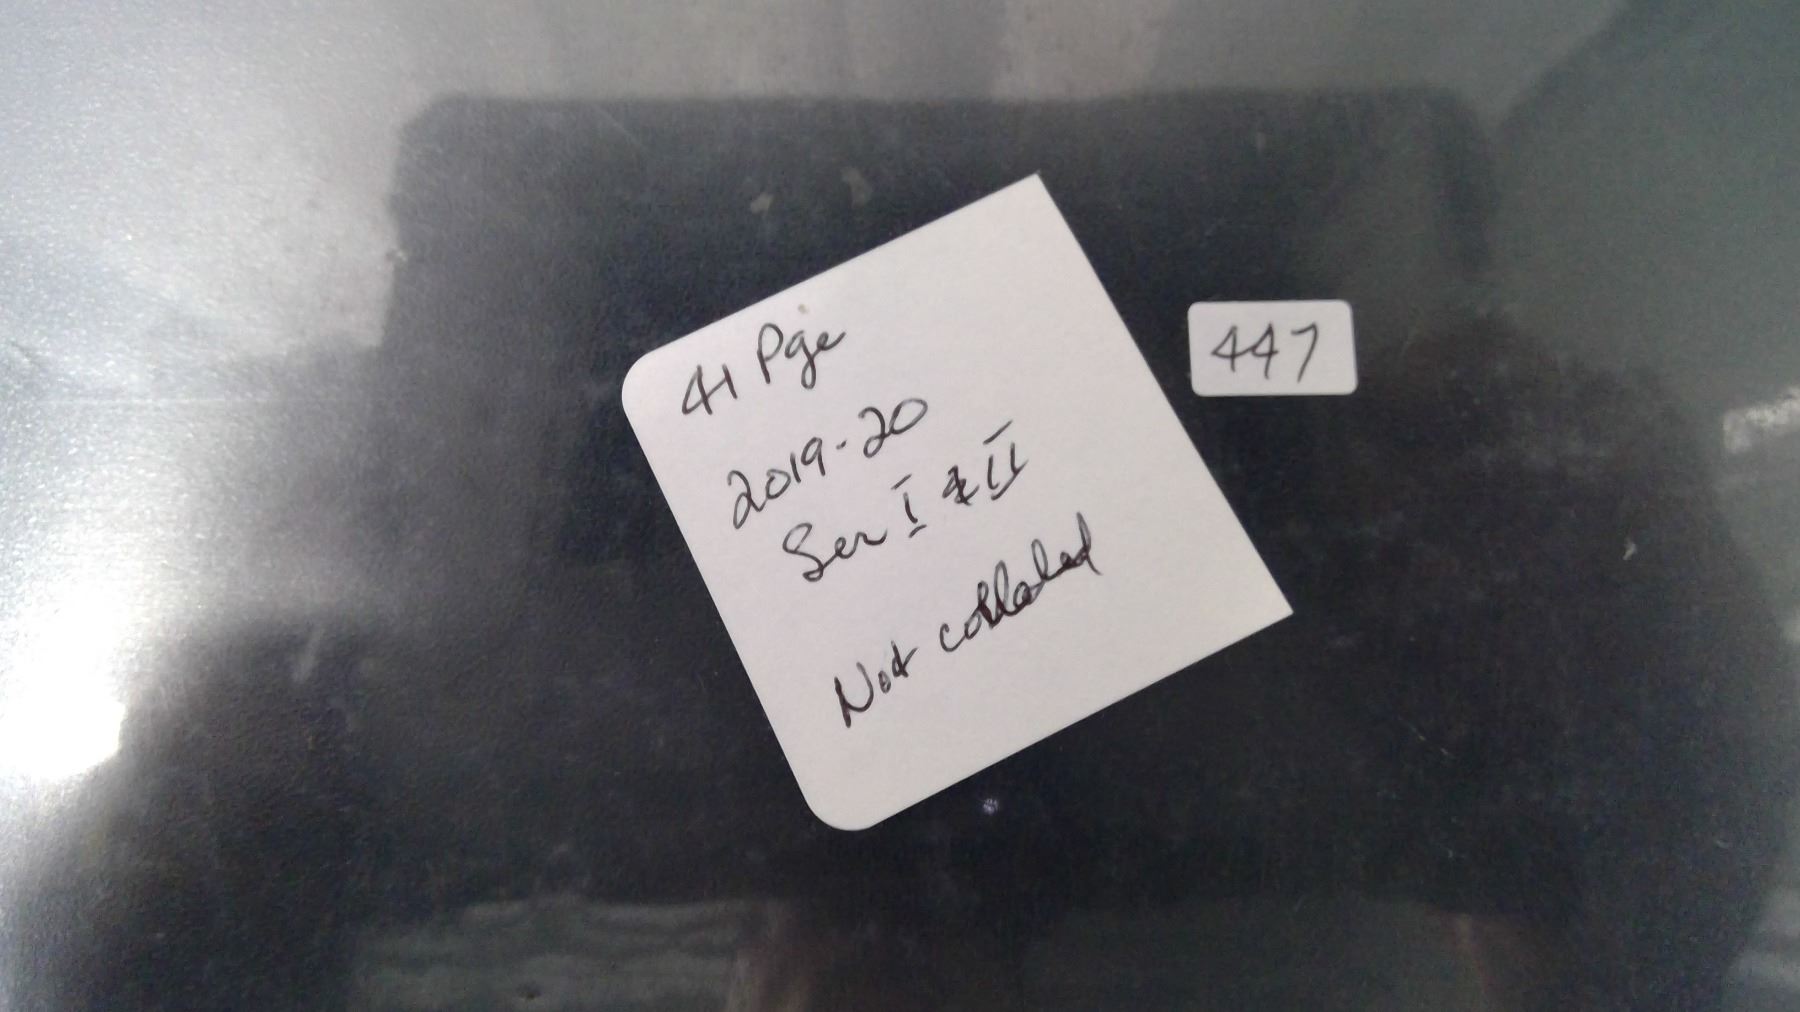 41 Pge
2019-20
Ser I & II
Not collated
447